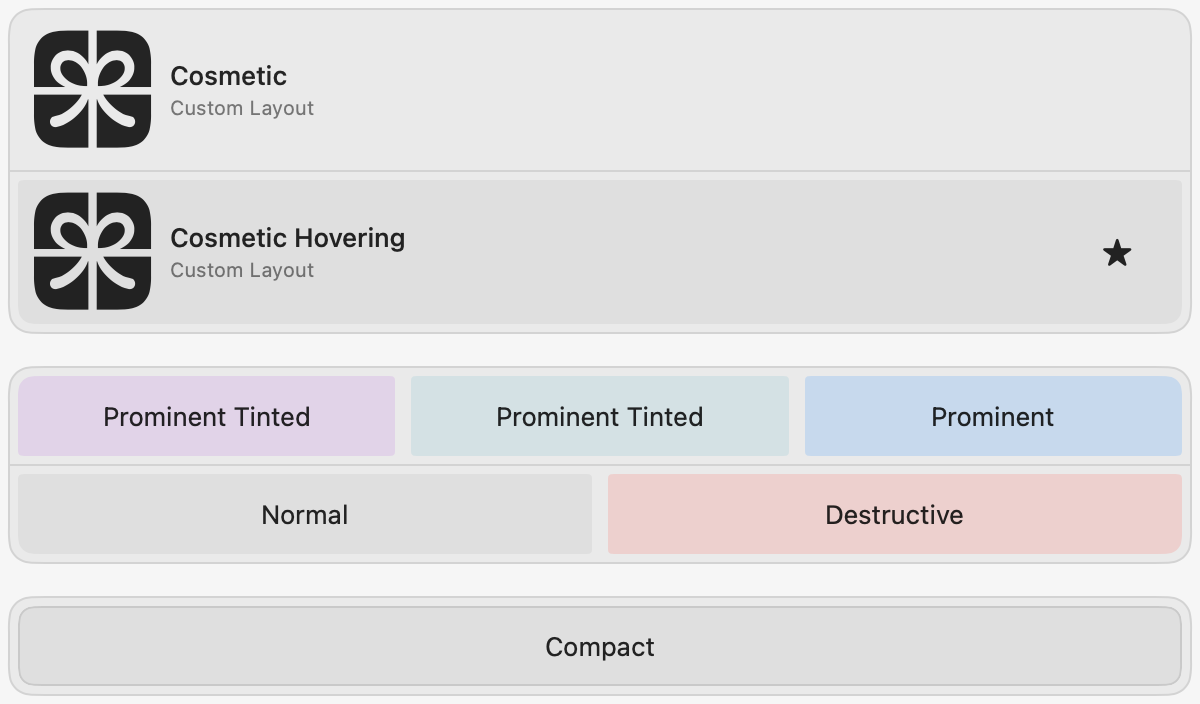 Cosmetic
Custom Layout
Cosmetic Hovering
Custom Layout
Prominent Tinted
Prominent Tinted
Prominent
Normal
Destructive
Compact